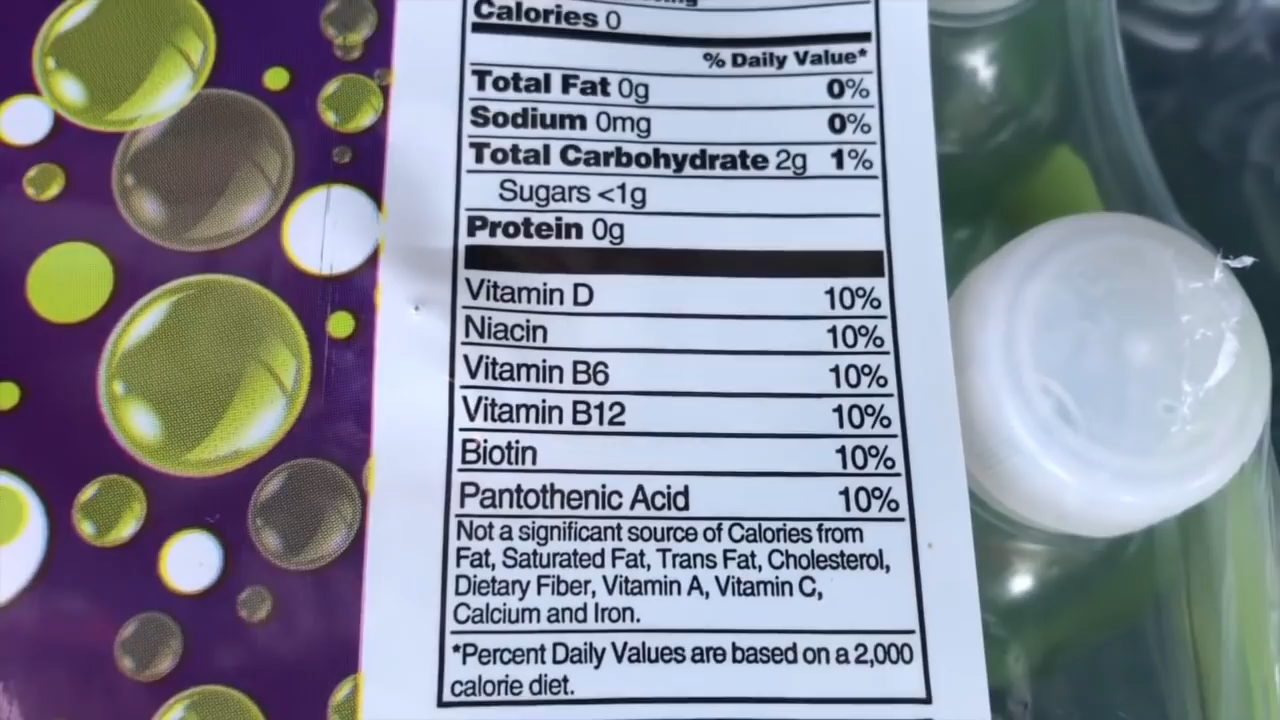 Calories 0
% Daily Value*
Total Fat 0g 0%
Sodium 0mg 0%
Total Carbohydrate 2g 1%
Sugars <1g
Protein 0g
Vitamin D 10%
Niacin 10%
Vitamin B6 10%
Vitamin B12 10%
Biotin 10%
Pantothenic Acid 10%
Not a significant source of Calories from
Fat, Saturated Fat, Trans Fat, Cholesterol,
Dietary Fiber, Vitamin A, Vitamin C,
Calcium and Iron.
*Percent Daily Values are based on a 2,000
calorie diet.